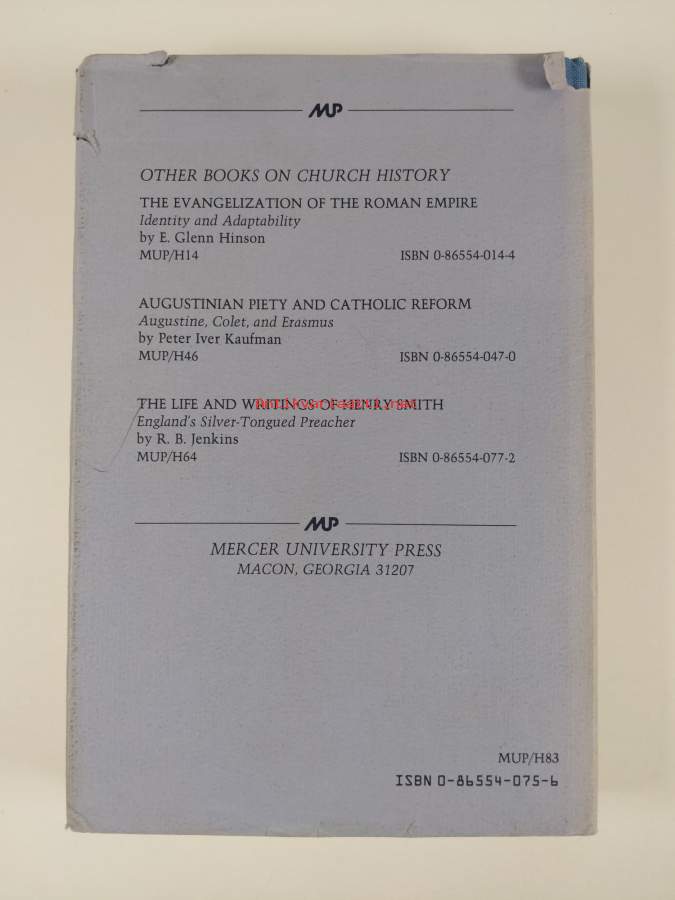 MUP
OTHER BOOKS ON CHURCH HISTORY
THE EVANGELIZATION OF THE ROMAN EMPIRE
Identity and Adaptability
by E. Glenn Hinson
MUP/H14 ISBN 0-86554-014-4
AUGUSTINIAN PIETY AND CATHOLIC REFORM
Augustine, Colet, and Erasmus
by Peter Iver Kaufman
MUP/H46 ISBN 0-86554-047-0
THE LIFE AND WRITINGS OF HENRY SMITH
England's Silver-Tongued Preacher
by R. B. Jenkins
MUP/H64 ISBN 0-86554-077-2
MUP
MERCER UNIVERSITY PRESS
MACON, GEORGIA 31207
MUP/H83
ISBN 0-86554-075-6